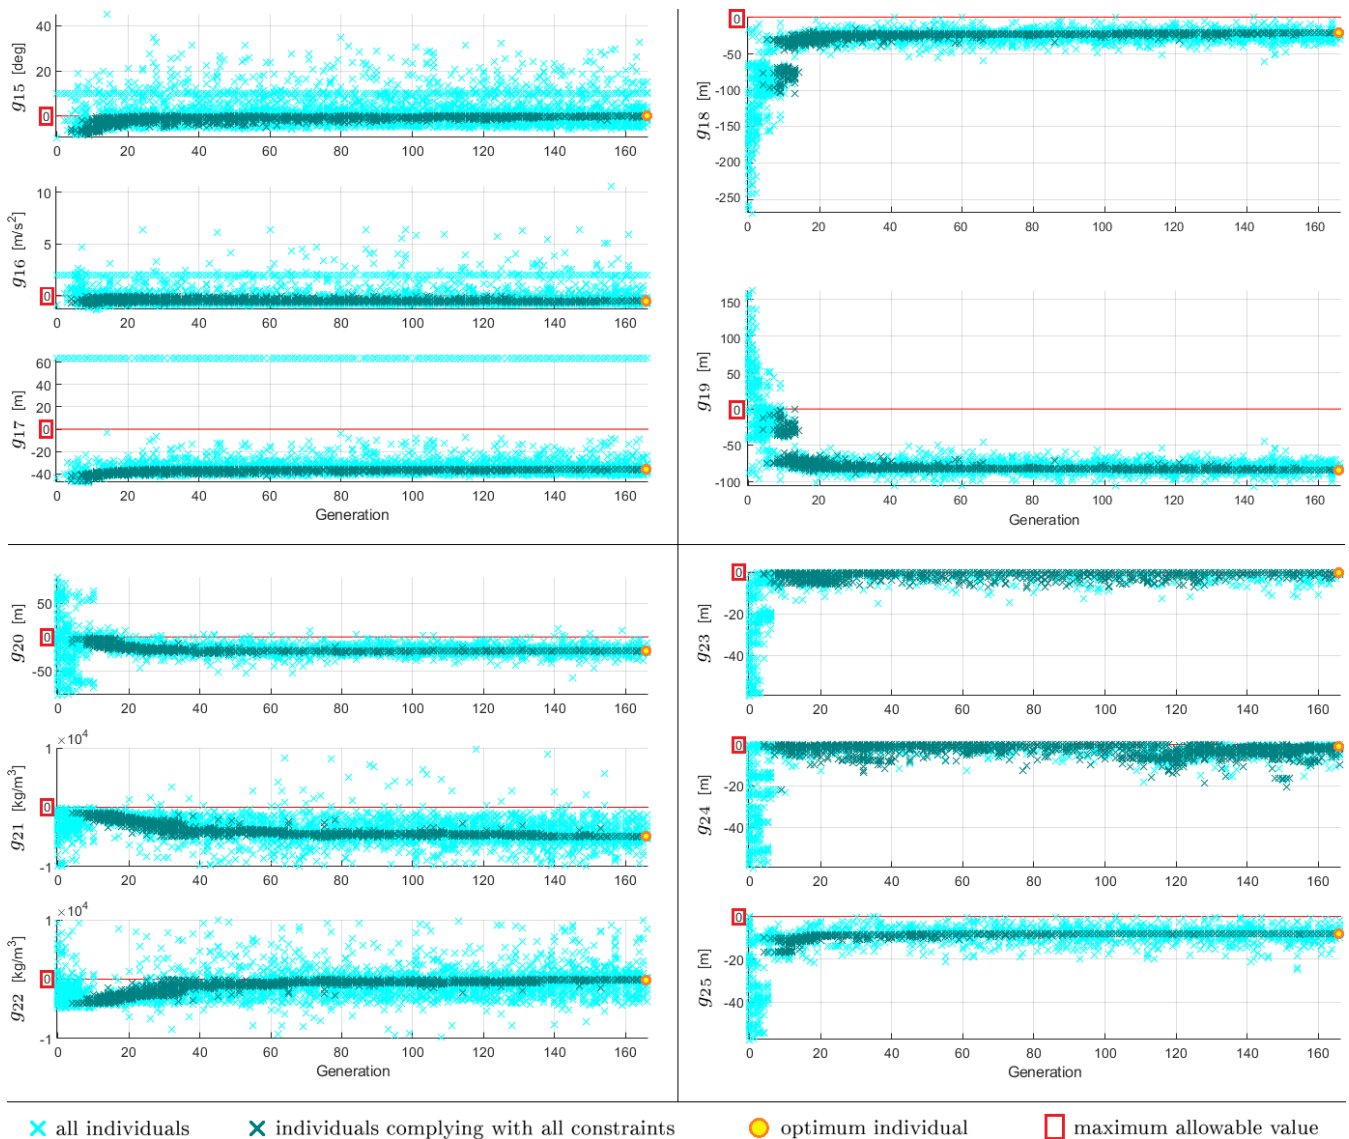 g15 [deg]
40
20
0
0 20 40 60 80 100 120 140 160
g16 [m/s²]
10
5
0
0 20 40 60 80 100 120 140 160
g17 [m]
60
40
20
0
-20
-40
0 20 40 60 80 100 120 140 160
Generation
g18 [m]
0
-50
-100
-150
-200
-250
0 20 40 60 80 100 120 140 160
g19 [m]
150
100
50
0
-50
-100
0 20 40 60 80 100 120 140 160
Generation
g20 [m]
50
0
-50
0 20 40 60 80 100 120 140 160
×10⁴
g21 [kg/m³]
1
0
-1
0 20 40 60 80 100 120 140 160
×10⁴
g22 [kg/m³]
1
0
-1
0 20 40 60 80 100 120 140 160
Generation
g23 [m]
0
-20
-40
0 20 40 60 80 100 120 140 160
g24 [m]
0
-20
-40
0 20 40 60 80 100 120 140 160
g25 [m]
0
-20
-40
0 20 40 60 80 100 120 140 160
Generation
all individuals
individuals complying with all constraints
optimum individual
maximum allowable value